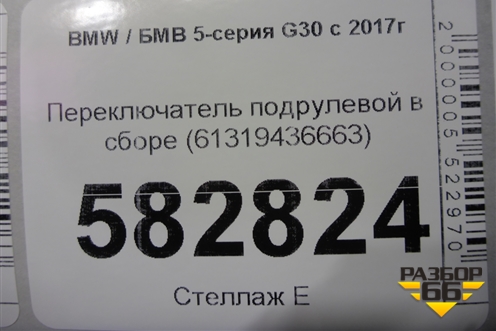 BMW / БМВ 5-серия G30 с 2017г
Переключатель подрулевой в
сборе (61319436663)
582824
Стеллаж Е
2000005522970
РАЗБОР
66